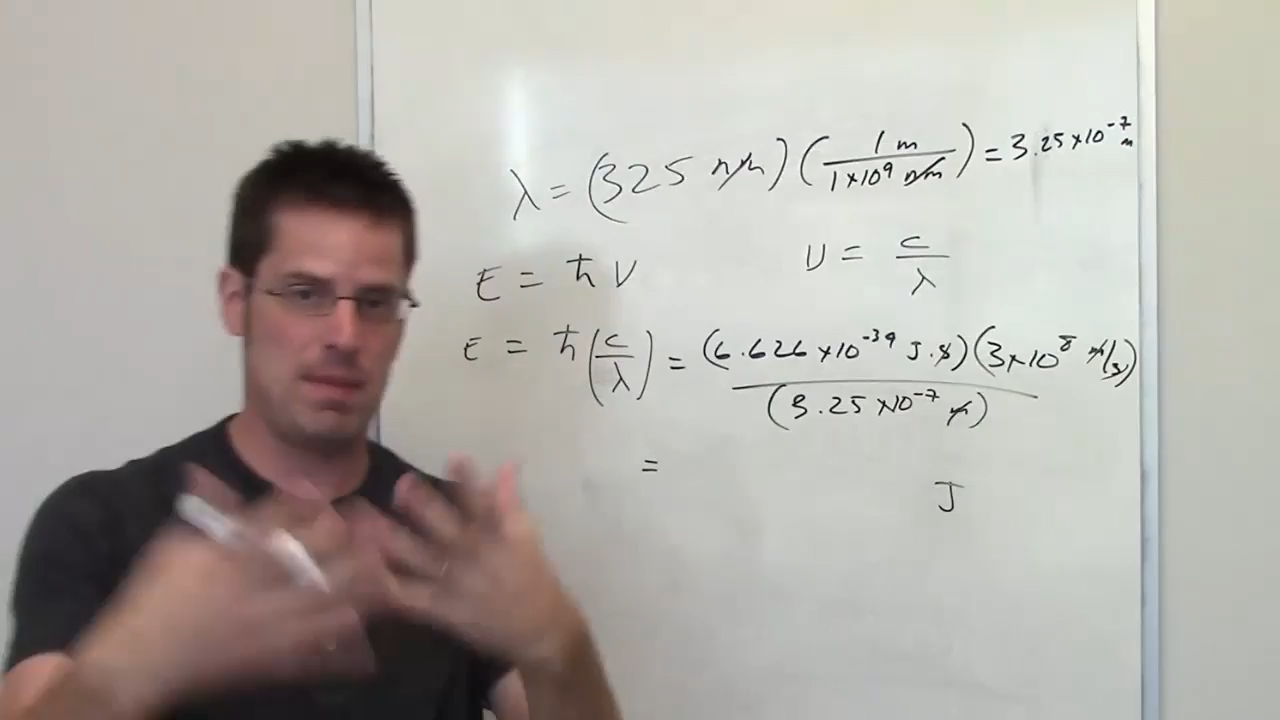 λ = (325 nm) (1 m / 1×10⁹ nm) = 3.25×10⁻⁷ m
E = ħ ν    ν = c / λ
E = ħ (c / λ) = (6.626×10⁻³⁴ J·s)(3×10⁸ m/s) / (3.25×10⁻⁷ m)
= J